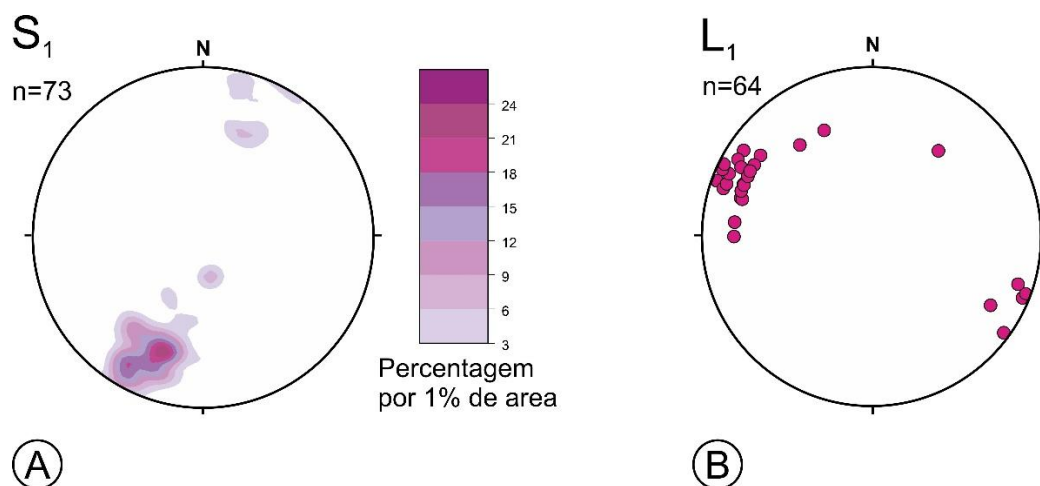 S1
n=73
N
24
21
18
15
12
9
6
3
Percentagem
por 1% de area
A
L1
n=64
N
B